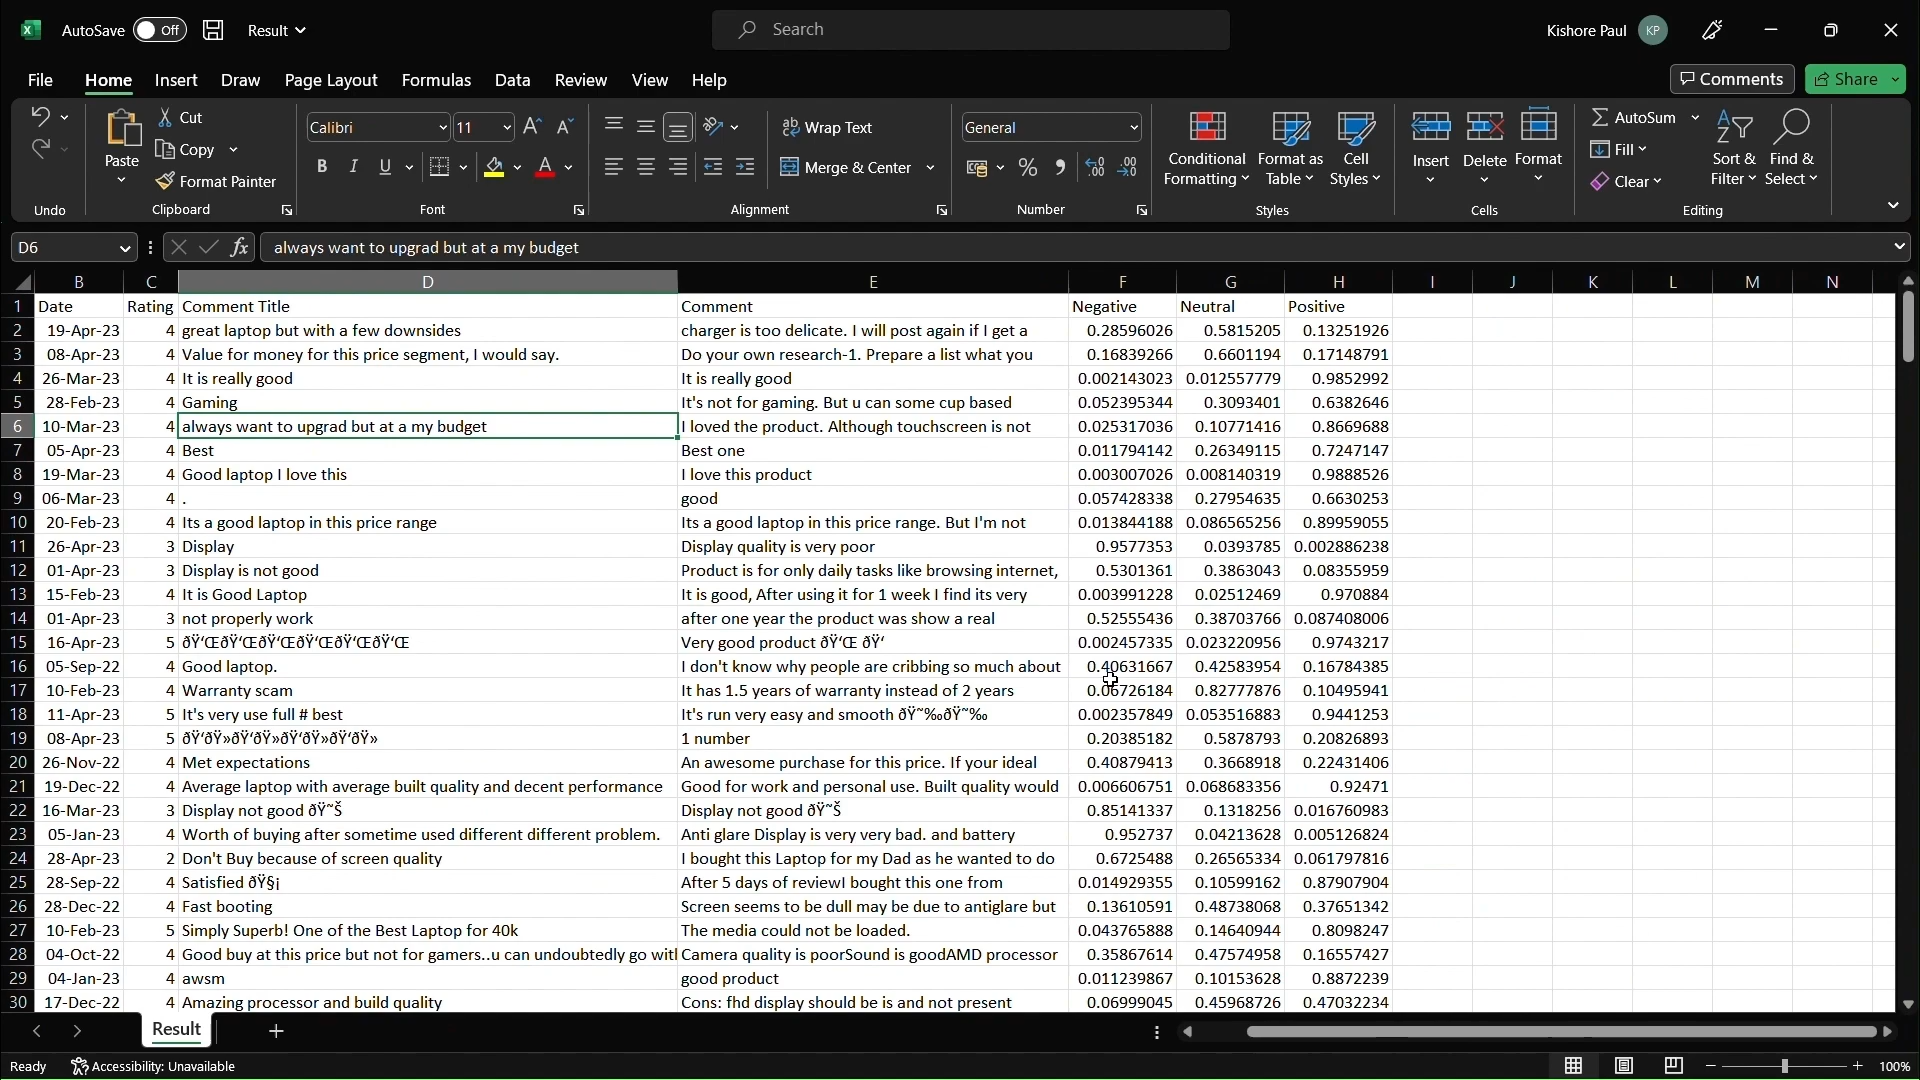 AutoSave Off Result
Search
Kishore Paul KP
File Home Insert Draw Page Layout Formulas Data Review View Help
Comments Share
Paste Cut Copy Format Painter
Calibri 11
B I U
Wrap Text
Merge & Center
General
Conditional Formatting Format as Table Cell Styles
Insert Delete Format
AutoSum Fill Clear
Sort & Filter Find & Select
Undo Clipboard Font Alignment Number Styles Cells Editing
D6 fx always want to upgrad but at a my budget
B C D E F G H I J K L M N
1 Date Rating Comment Title Comment Negative Neutral Positive
2 19-Apr-23 4 great laptop but with a few downsides charger is too delicate. I will post again if I get a 0.28596026 0.5815205 0.13251926
3 08-Apr-23 4 Value for money for this price segment, I would say. Do your own research-1. Prepare a list what you 0.16839266 0.6601194 0.17148791
4 26-Mar-23 4 It is really good It is really good 0.002143023 0.012557779 0.9852992
5 28-Feb-23 4 Gaming It's not for gaming. But u can some cup based 0.052395344 0.3093401 0.6382646
6 10-Mar-23 4 always want to upgrad but at a my budget I loved the product. Although touchscreen is not 0.025317036 0.10771416 0.8669688
7 05-Apr-23 4 Best Best one 0.011794142 0.26349115 0.7247147
8 19-Mar-23 4 Good laptop I love this I love this product 0.003007026 0.008140319 0.9888526
9 06-Mar-23 4 . good 0.057428338 0.27954635 0.6630253
10 20-Feb-23 4 Its a good laptop in this price range Its a good laptop in this price range. But I'm not 0.013844188 0.086565256 0.89959055
11 26-Apr-23 3 Display Display quality is very poor 0.9577353 0.0393785 0.002886238
12 01-Apr-23 3 Display is not good Product is for only daily tasks like browsing internet, 0.5301361 0.3863043 0.08355959
13 15-Feb-23 4 It is Good Laptop It is good, After using it for 1 week I find its very 0.003991228 0.02512469 0.970884
14 01-Apr-23 3 not properly work after one year the product was show a real 0.52555436 0.38703766 0.087408006
15 16-Apr-23 5 ðŸ‘ŒðŸ‘ŒðŸ‘ŒðŸ‘ŒðŸ‘ŒðŸ‘Œ Very good product ðŸ‘Œ ðŸ‘ 0.002457335 0.023220956 0.9743217
16 05-Sep-22 4 Good laptop. I don't know why people are cribbing so much about 0.40631667 0.42583954 0.16784385
17 10-Feb-23 4 Warranty scam It has 1.5 years of warranty instead of 2 years 0.06726184 0.82777876 0.10495941
18 11-Apr-23 5 It's very use full # best It's run very easy and smooth ðŸ˜‰ðŸ˜‰ 0.002357849 0.053516883 0.9441253
19 08-Apr-23 5 ðŸ‘ðŸ»ðŸ‘ðŸ»ðŸ‘ðŸ»ðŸ‘ðŸ» 1 number 0.20385182 0.5878793 0.20826893
20 26-Nov-22 4 Met expectations An awesome purchase for this price. If your ideal 0.40879413 0.3668918 0.22431406
21 19-Dec-22 4 Average laptop with average built quality and decent performance Good for work and personal use. Built quality would 0.006606751 0.068683356 0.92471
22 16-Mar-23 3 Display not good ðŸ˜Š Display not good ðŸ˜Š 0.85141337 0.1318256 0.016760983
23 05-Jan-23 4 Worth of buying after sometime used different different problem. Anti glare Display is very very bad. and battery 0.952737 0.04213628 0.005126824
24 28-Apr-23 2 Don't Buy because of screen quality I bought this Laptop for my Dad as he wanted to do 0.6725488 0.26565334 0.061797816
25 28-Sep-22 4 Satisfied ðŸ§¡ After 5 days of reviewI bought this one from 0.014929355 0.10599162 0.87907904
26 28-Dec-22 4 Fast booting Screen seems to be dull may be due to antiglare but 0.13610591 0.48738068 0.37651342
27 10-Feb-23 5 Simply Superb! One of the Best Laptop for 40k The media could not be loaded. 0.043765888 0.14640944 0.8098247
28 04-Oct-22 4 Good buy at this price but not for gamers..u can undoubtedly go with Camera quality is poorSound is goodAMD processor 0.35867614 0.47574958 0.16557427
29 04-Jan-23 4 awsm good product 0.011239867 0.10153628 0.8872239
30 17-Dec-22 4 Amazing processor and build quality Cons: fhd display should be is and not present 0.06999045 0.45968726 0.47032234
Result
Ready Accessibility: Unavailable 100%